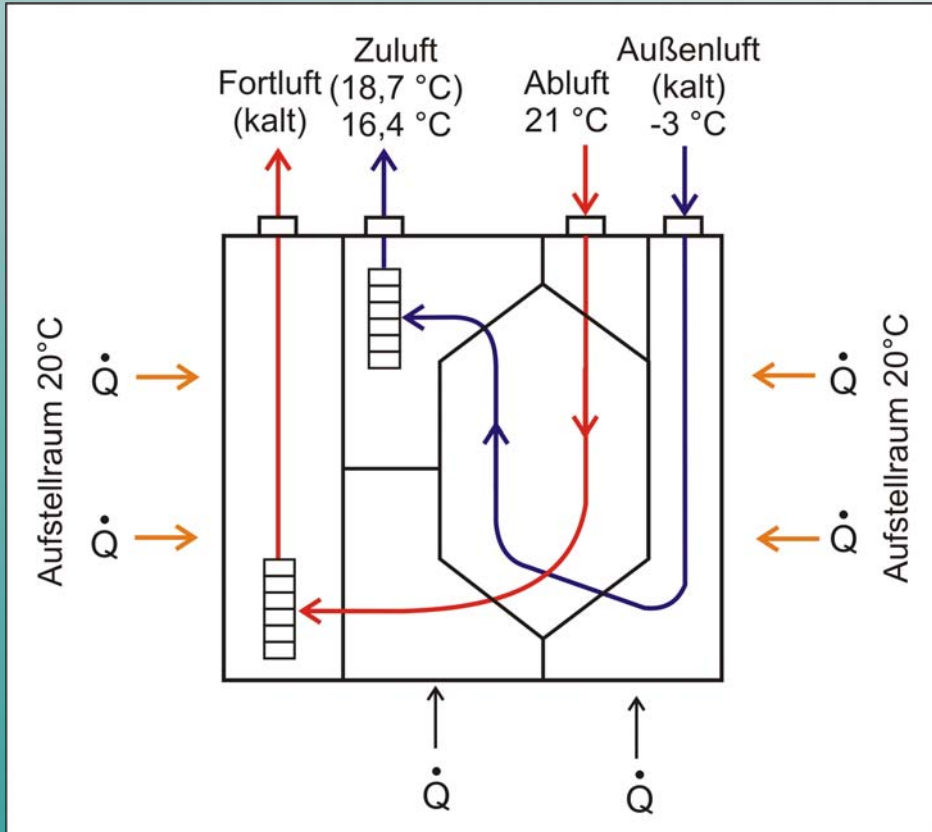 Zuluft
Außenluft
Fortluft
(18,7 °C)
Abluft
(kalt)
(kalt)
16,4 °C
21 °C
-3 °C
Aufstellraum 20°C
Q̇
Q̇
Q̇
Q̇
Aufstellraum 20°C
Q̇
Q̇